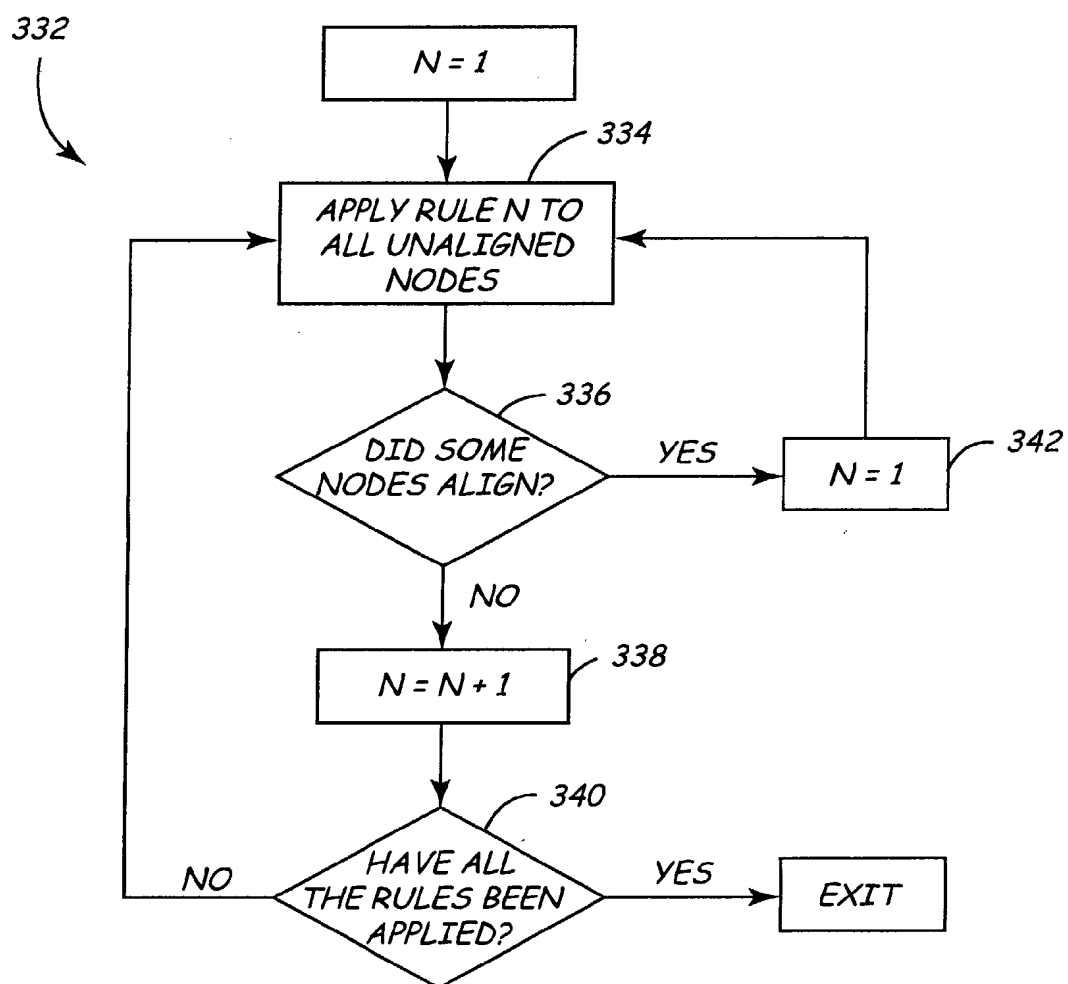 332
N = 1
334
APPLY RULE N TO
ALL UNALIGNED
NODES
336
DID SOME
NODES ALIGN?
YES
N = 1
342
NO
N = N + 1
338
340
HAVE ALL
THE RULES BEEN
APPLIED?
NO
YES
EXIT